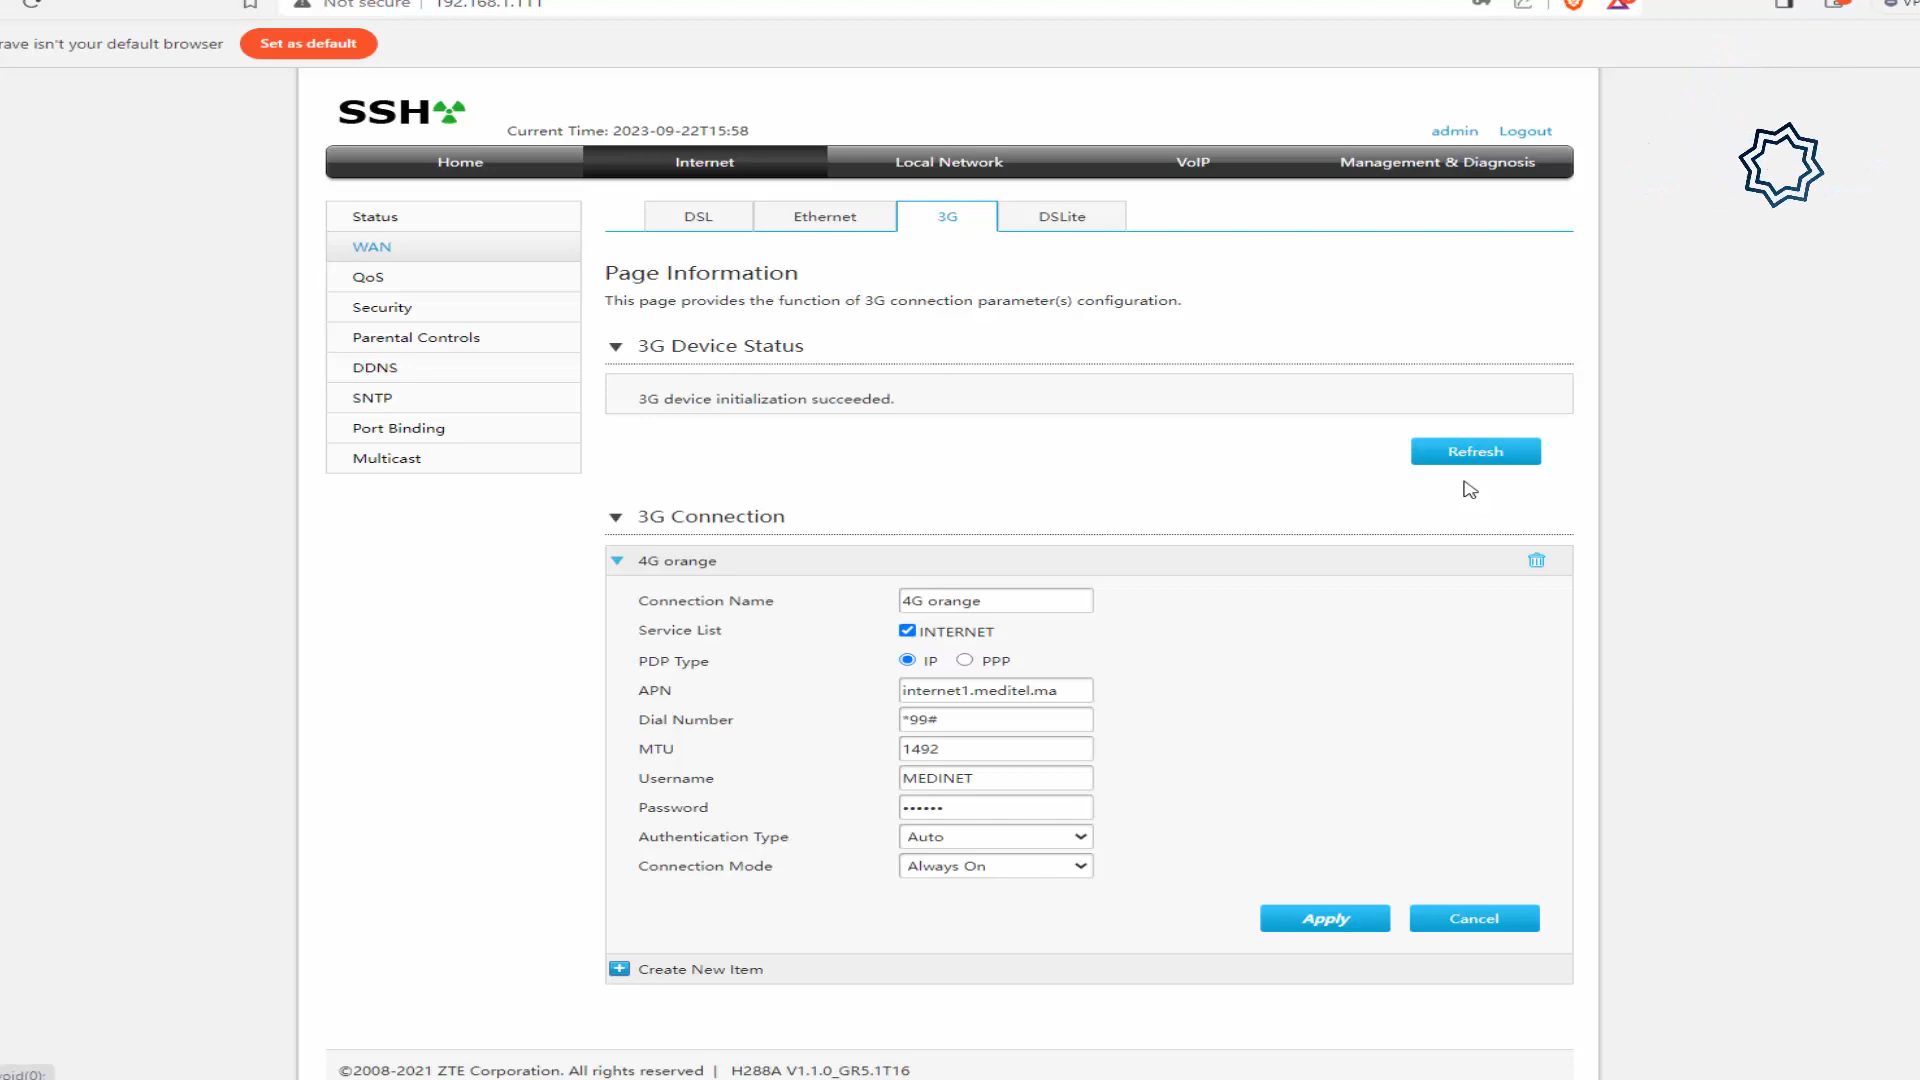 Not secure | 192.168.1.111
rave isn't your default browser
Set as default
SSH
Current Time: 2023-09-22T15:58
admin
Logout
Home
Internet
Local Network
VoIP
Management & Diagnosis
Status
WAN
QoS
Security
Parental Controls
DDNS
SNTP
Port Binding
Multicast
DSL
Ethernet
3G
DSLite
Page Information
This page provides the function of 3G connection parameter(s) configuration.
3G Device Status
3G device initialization succeeded.
Refresh
3G Connection
4G orange
Connection Name 4G orange
Service List INTERNET
PDP Type IP PPP
APN internet1.meditel.ma
Dial Number *99#
MTU 1492
Username MEDINET
Password ••••••
Authentication Type Auto
Connection Mode Always On
Apply
Cancel
Create New Item
©2008-2021 ZTE Corporation. All rights reserved | H288A V1.1.0_GR5.1T16
void(0);